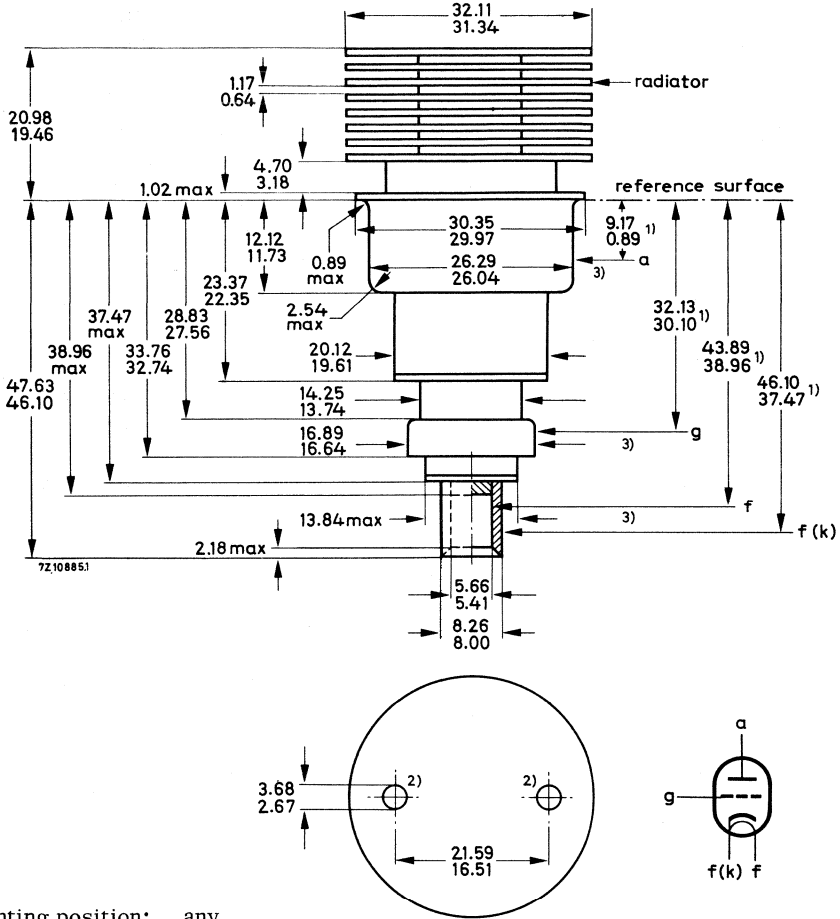 32.11
31.34
1.17
0.64
radiator
20.98
19.46
4.70
3.18
1.02 max
reference surface
12.12
11.73
30.35
29.97
9.17 1)
0.89
0.89
max
26.29
26.04
a
3)
23.37
22.35
2.54
max
37.47
max
28.83
27.56
32.13
30.10 1)
38.96
max
33.76
32.74
20.12
19.61
43.89
38.96 1)
47.63
46.10
46.10
37.47 1)
14.25
13.74
16.89
16.64
g
3)
13.84 max
f
3)
f (k)
2.18 max
7Z10885.1
5.66
5.41
8.26
8.00
3.68
2.67
2)
2)
21.59
16.51
a
g
f(k) f
nting position: any